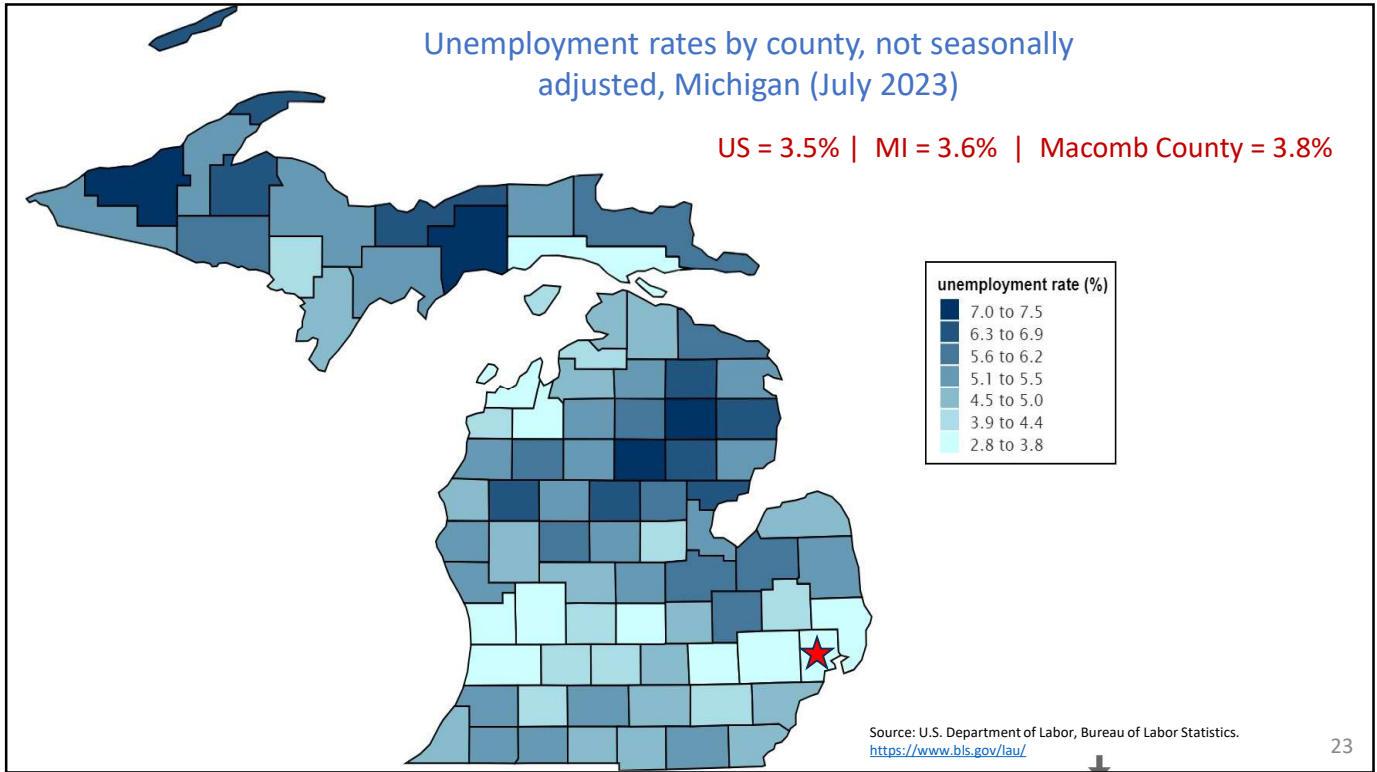 Unemployment rates by county, not seasonally
adjusted, Michigan (July 2023)
US = 3.5% | MI = 3.6% | Macomb County = 3.8%
unemployment rate (%)
7.0 to 7.5
6.3 to 6.9
5.6 to 6.2
5.1 to 5.5
4.5 to 5.0
3.9 to 4.4
2.8 to 3.8
Source: U.S. Department of Labor, Bureau of Labor Statistics.
https://www.bls.gov/lau/
23